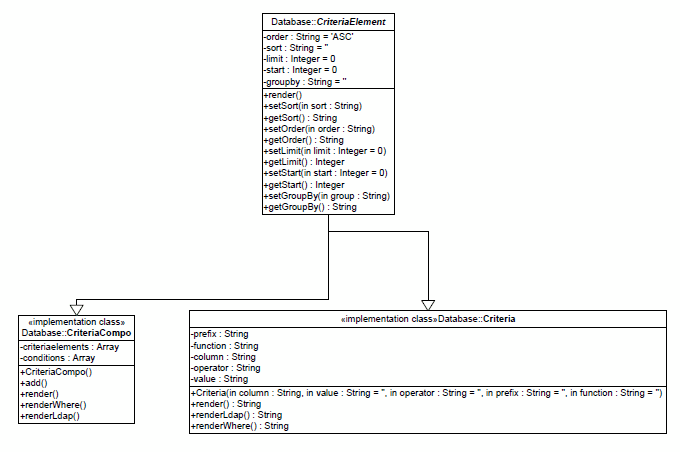 Database::CriteriaElement
-order : String = 'ASC'
-sort : String = ''
-limit : Integer = 0
-start : Integer = 0
-groupby : String = ''
+render()
+setSort(in sort : String)
+getSort() : String
+setOrder(in order : String)
+getOrder() : String
+setLimit(in limit : Integer = 0)
+getLimit() : Integer
+setStart(in start : Integer = 0)
+getStart() : Integer
+setGroupBy(in group : String)
+getGroupBy() : String
«implementation class»
Database::CriteriaCompo
-criteriaelements : Array
-conditions : Array
+CriteriaCompo()
+add()
+render()
+renderWhere()
+renderLdap()
«implementation class»Database::Criteria
-prefix : String
-function : String
-column : String
-operator : String
-value : String
+Criteria(in column : String, in value : String = '', in operator : String = '', in prefix : String = '', in function : String = '')
+render() : String
+renderLdap() : String
+renderWhere() : String